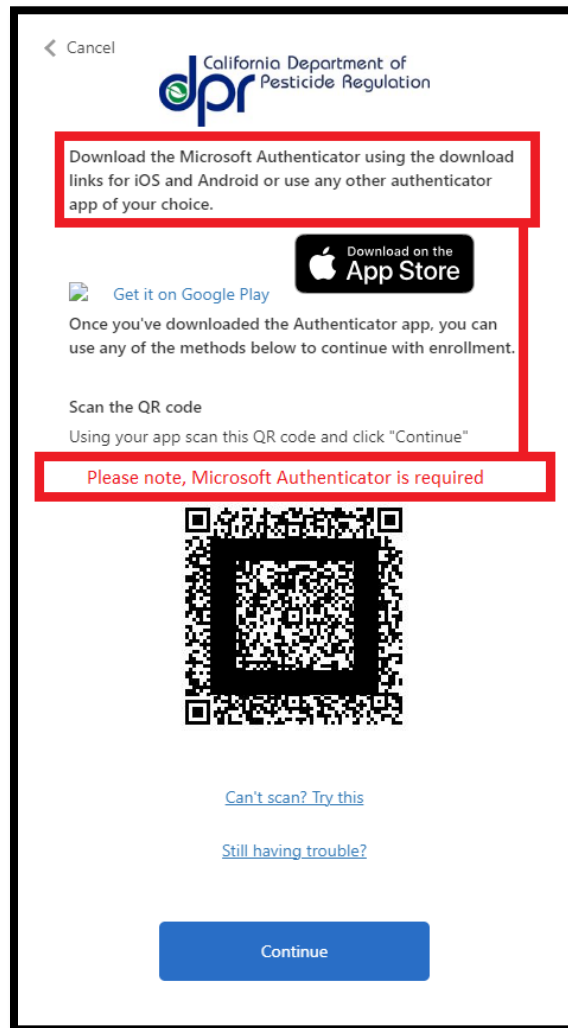 Cancel
California Department of
dpr Pesticide Regulation
Download the Microsoft Authenticator using the download
links for iOS and Android or use any other authenticator
app of your choice.
Download on the
App Store
Get it on Google Play
Once you've downloaded the Authenticator app, you can
use any of the methods below to continue with enrollment.
Scan the QR code
Using your app scan this QR code and click "Continue"
Please note, Microsoft Authenticator is required
Can't scan? Try this
Still having trouble?
Continue